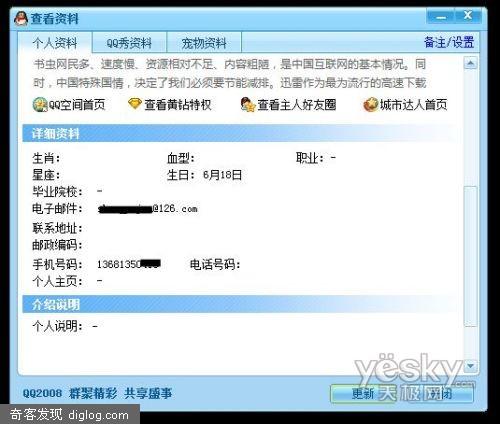 查看资料
个人资料 QQ秀资料 宠物资料 备注/设置
书虫网民多、速度慢、资源相对不足、内容粗陋，是中国互联网的基本情况。同
时，中国特殊国情，决定了我们必须要节能减排。迅雷作为最为流行的高速下载
QQ空间首页 查看黄钻特权 查看主人好友圈 城市达人首页
详细资料
生肖: 血型: 职业: -
星座: 生日: 6月18日
毕业院校: -
电子邮件: @126.com
联系地址:
邮政编码:
手机号码: 13681350 电话号码:
个人主页: -
介绍说明
个人说明: -
yesky
天极网
QQ2008 群聚精彩 共享盛事 更新 关闭
奇客发现 diglog.com